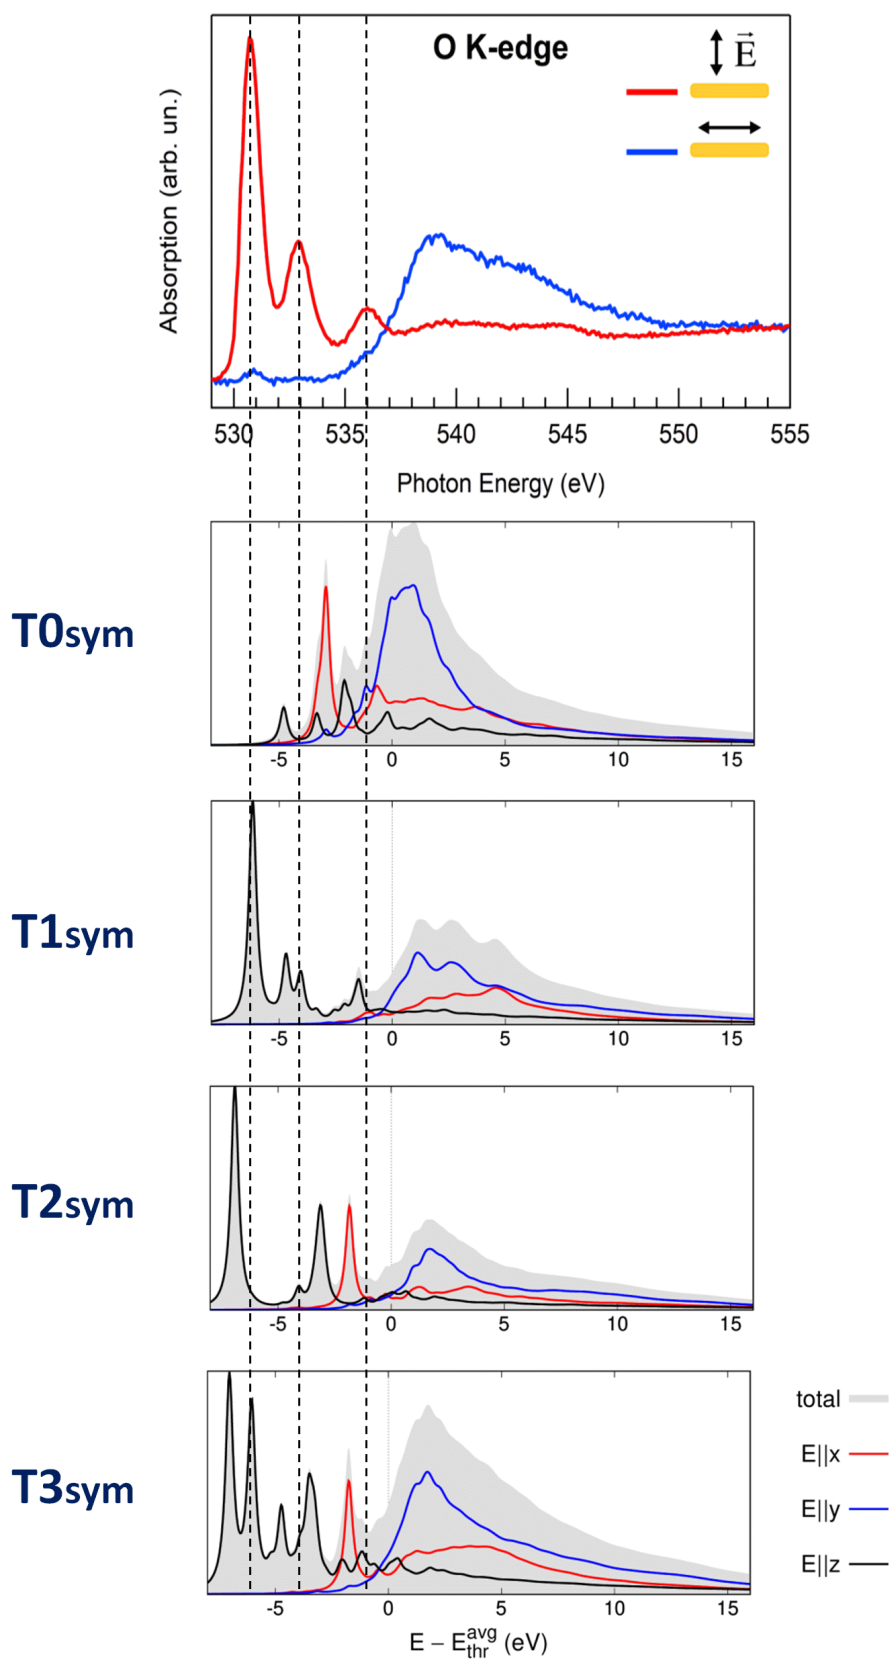 O K-edge
E
Absorption (arb. un.)
530 535 540 545 550 555
Photon Energy (eV)
T0sym
-5 0 5 10 15
T1sym
-5 0 5 10 15
T2sym
-5 0 5 10 15
T3sym
total
E||x
E||y
E||z
-5 0 5 10 15
E – E_thr^avg (eV)